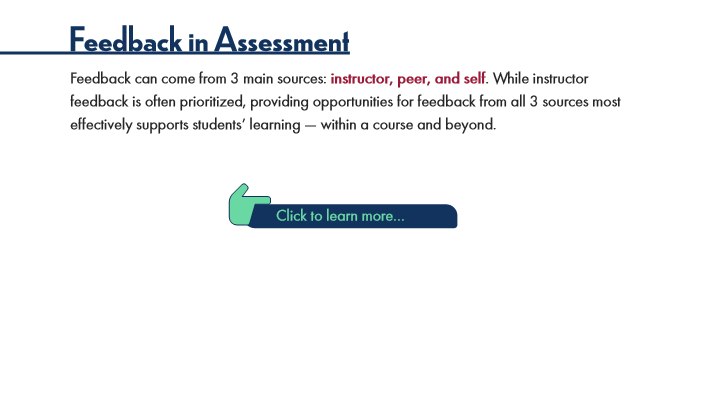 Feedback in Assessment
Feedback can come from 3 main sources: instructor, peer, and self. While instructor
feedback is often prioritized, providing opportunities for feedback from all 3 sources most
effectively supports students’ learning — within a course and beyond.
Click to learn more...